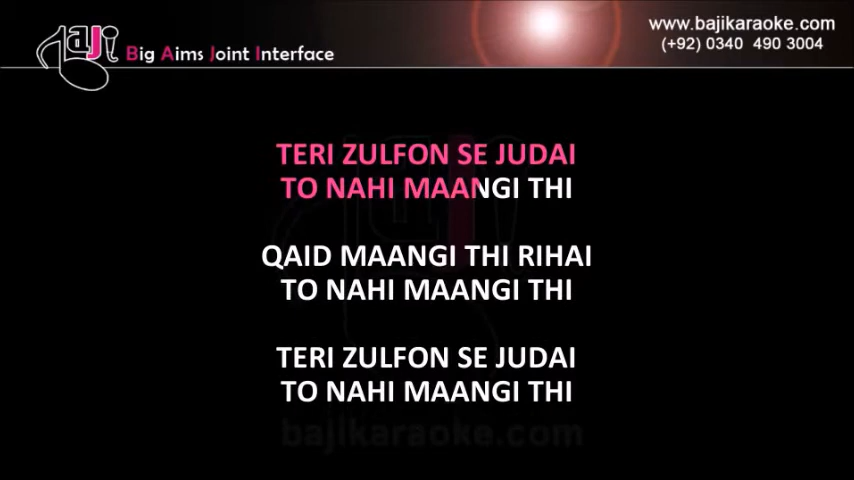 baji Big Aims Joint Interface
www.bajikaraoke.com
(+92) 0340 490 3004
TERI ZULFON SE JUDAI
TO NAHI MAANGI THI
QAID MAANGI THI RIHAI
TO NAHI MAANGI THI
TERI ZULFON SE JUDAI
TO NAHI MAANGI THI
bajikaraoke.com